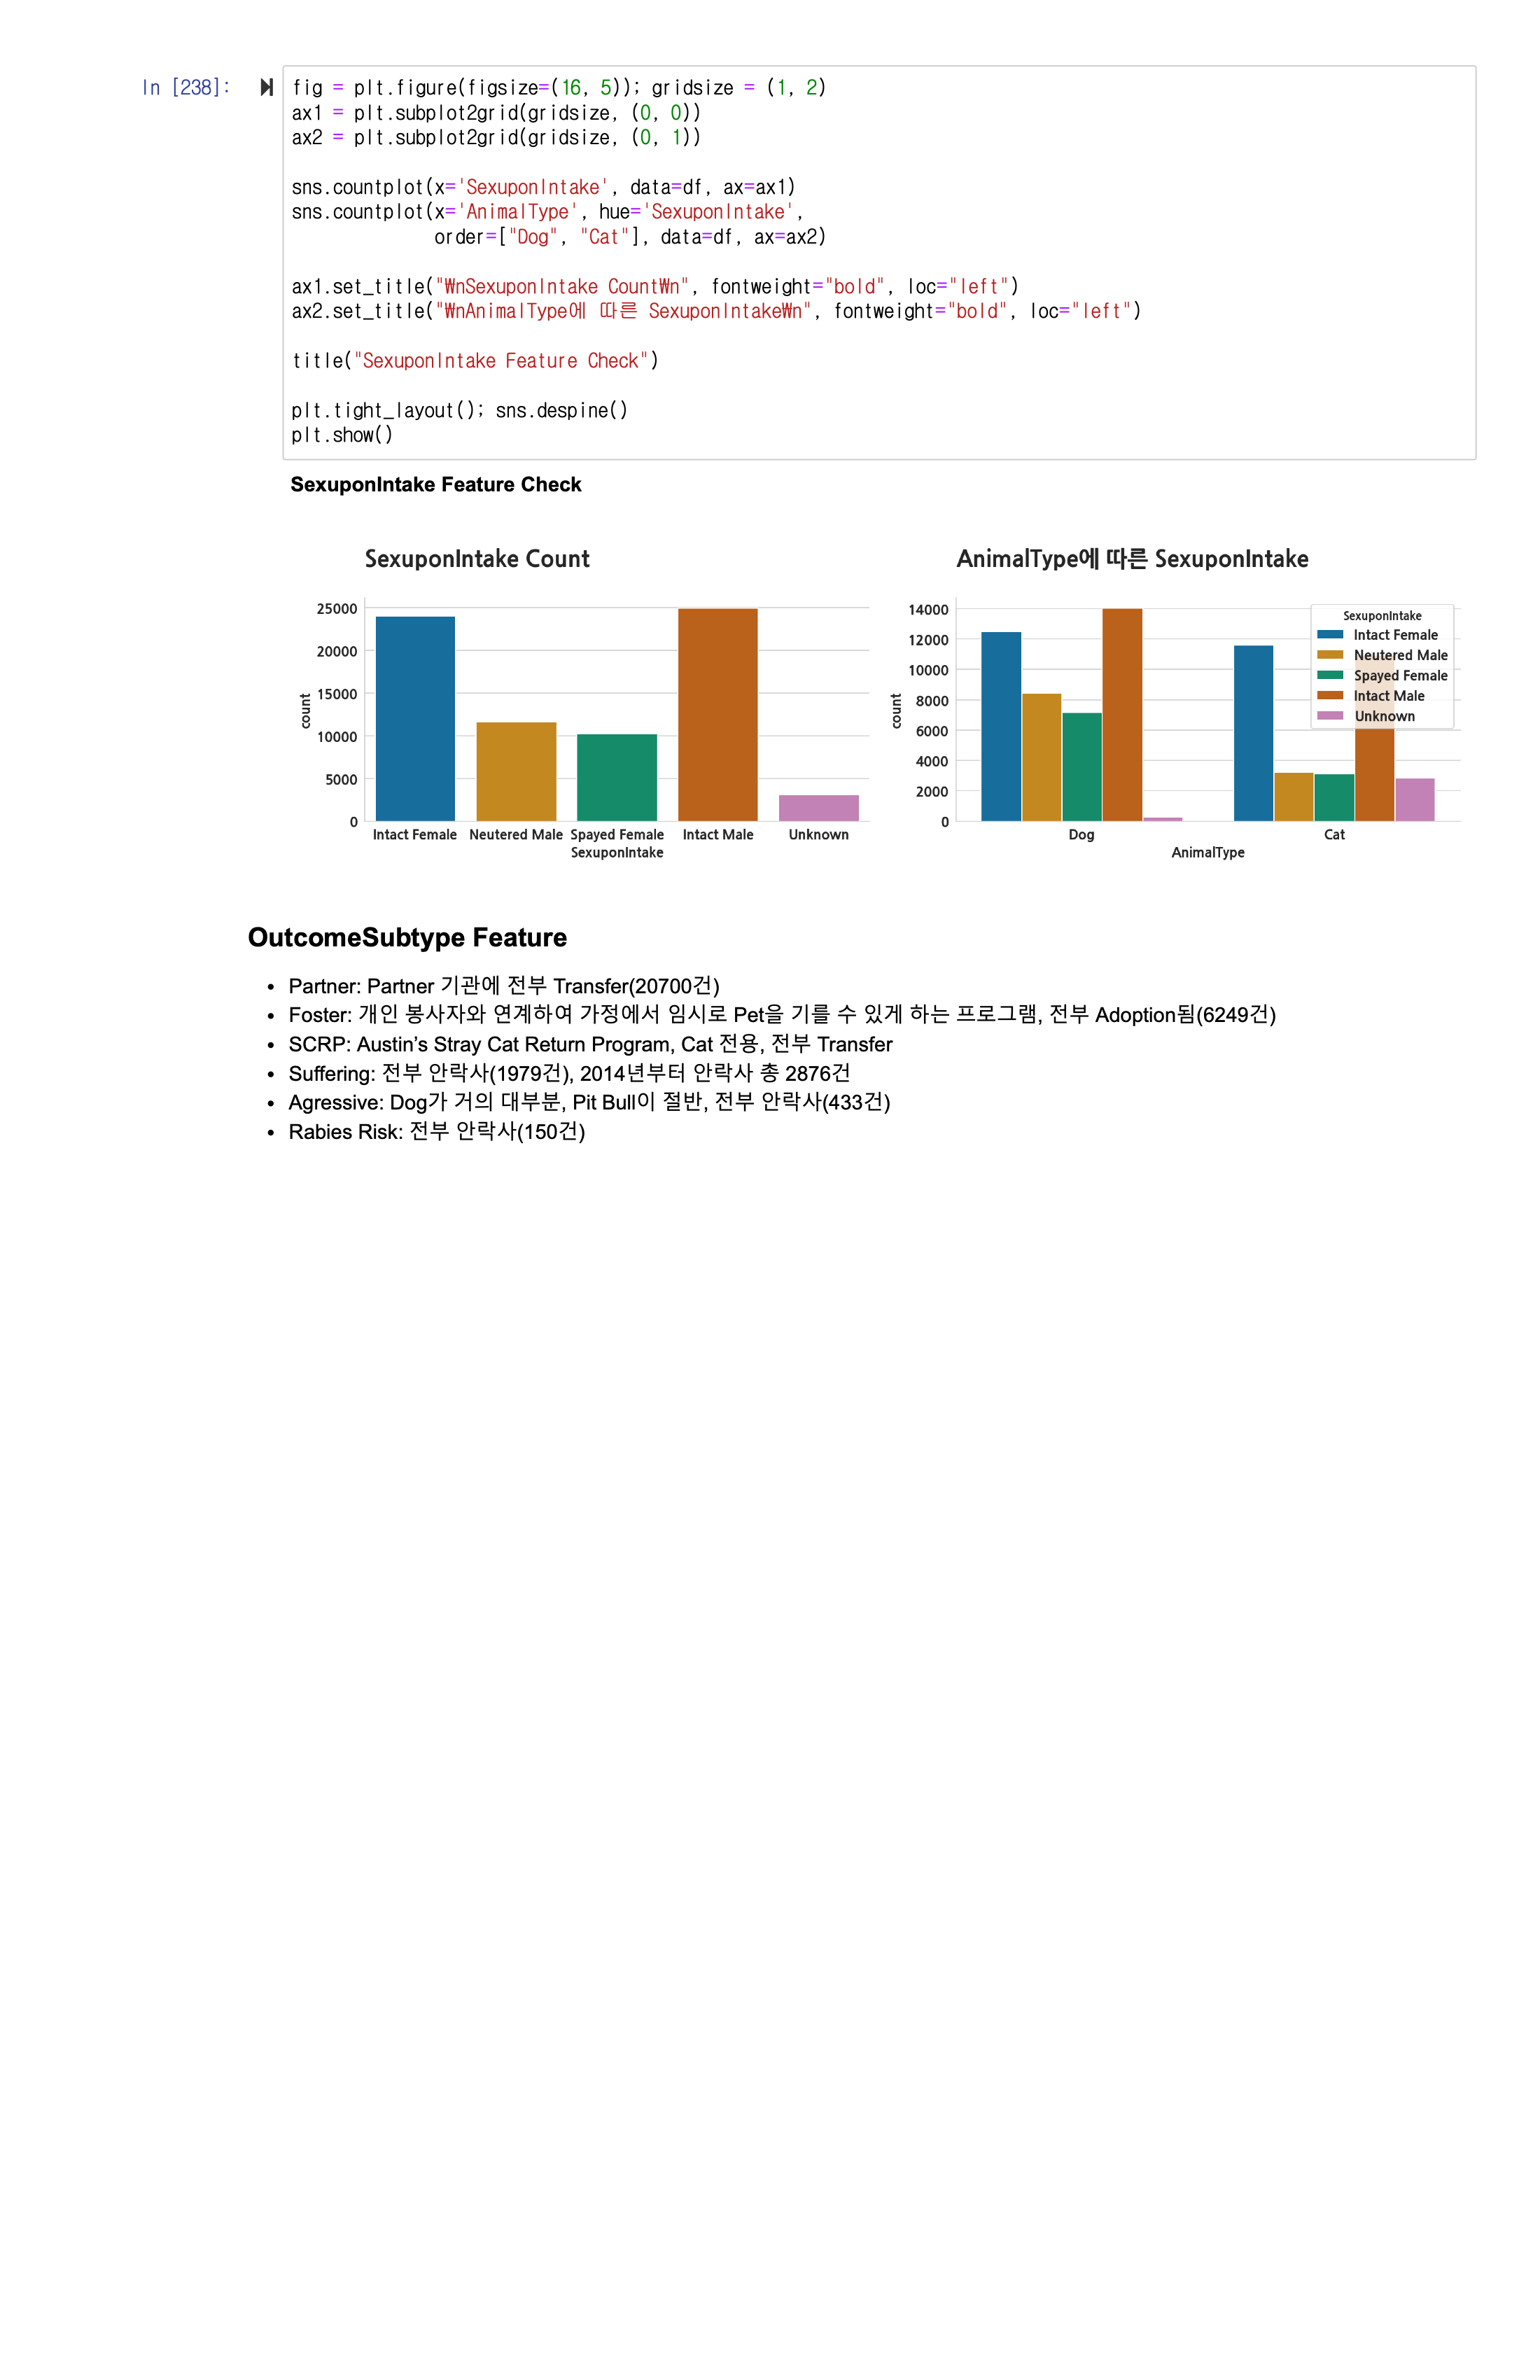 In [238]:
fig = plt.figure(figsize=(16, 5)); gridsize = (1, 2)
ax1 = plt.subplot2grid(gridsize, (0, 0))
ax2 = plt.subplot2grid(gridsize, (0, 1))
sns.countplot(x='SexuponIntake', data=df, ax=ax1)
sns.countplot(x='AnimalType', hue='SexuponIntake',
order=["Dog", "Cat"], data=df, ax=ax2)
ax1.set_title("₩nSexuponIntake Count₩n", fontweight="bold", loc="left")
ax2.set_title("₩nAnimalType에 따른 SexuponIntake₩n", fontweight="bold", loc="left")
title("SexuponIntake Feature Check")
plt.tight_layout(); sns.despine()
plt.show()
SexuponIntake Feature Check
SexuponIntake Count
25000
20000
15000
10000
5000
0
count
Intact Female Neutered Male Spayed Female Intact Male Unknown
SexuponIntake
AnimalType에 따른 SexuponIntake
14000
12000
10000
8000
6000
4000
2000
0
count
SexuponIntake
Intact Female
Neutered Male
Spayed Female
Intact Male
Unknown
Dog Cat
AnimalType
OutcomeSubtype Feature
• Partner: Partner 기관에 전부 Transfer(20700건)
• Foster: 개인 봉사자와 연계하여 가정에서 임시로 Pet을 기를 수 있게 하는 프로그램, 전부 Adoption됨(6249건)
• SCRP: Austin’s Stray Cat Return Program, Cat 전용, 전부 Transfer
• Suffering: 전부 안락사(1979건), 2014년부터 안락사 총 2876건
• Agressive: Dog가 거의 대부분, Pit Bull이 절반, 전부 안락사(433건)
• Rabies Risk: 전부 안락사(150건)